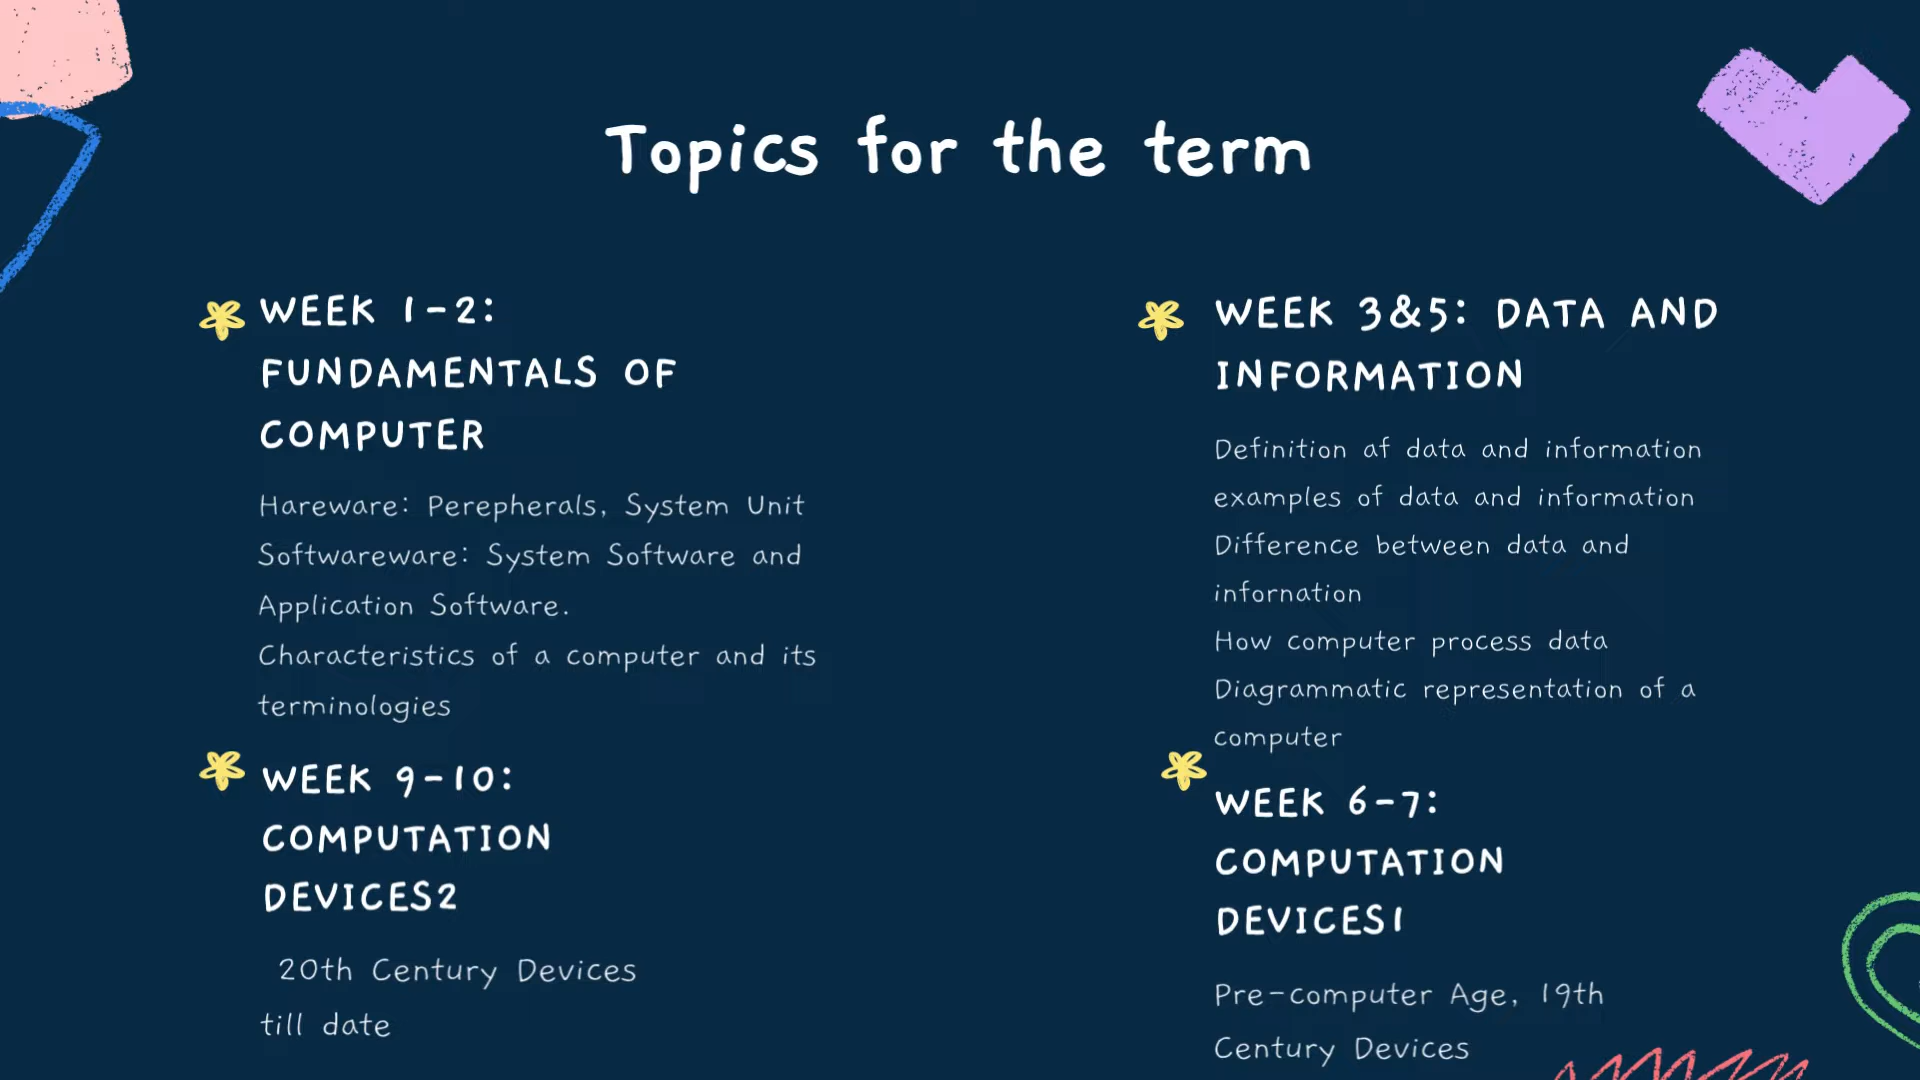 Topics for the term
WEEK 1-2:
FUNDAMENTALS OF
COMPUTER
Hareware: Perepherals, System Unit
Softwareware: System Software and
Application Software.
Characteristics of a computer and its
terminologies
WEEK 9-10:
COMPUTATION
DEVICES2
20th Century Devices
till date
WEEK 3&5: DATA AND
INFORMATION
Definition af data and information
examples of data and information
Difference between data and
infornation
How computer process data
Diagrammatic representation of a
computer
WEEK 6-7:
COMPUTATION
DEVICES1
Pre-computer Age, 19th
Century Devices